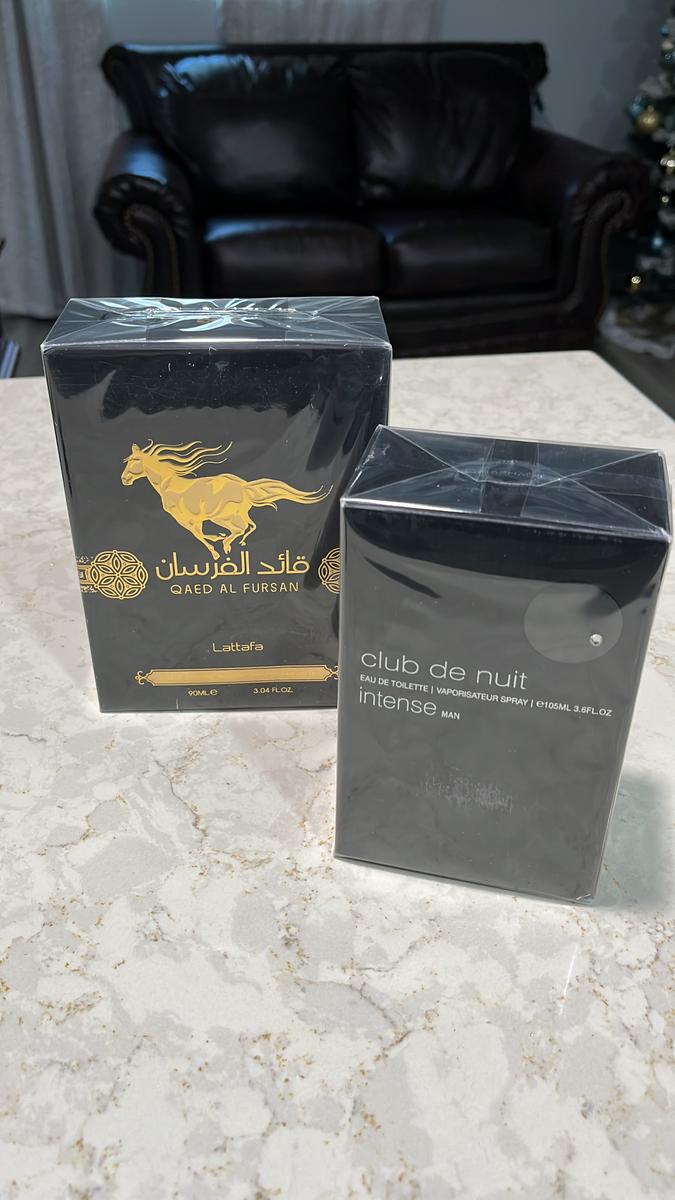 قائد الفرسان
QAED AL FURSAN
Lattafa
90ML ℮ 3.04 FL.OZ.
club de nuit
EAU DE TOILETTE | VAPORISATEUR SPRAY | ℮105ML 3.6FL.OZ
intense MAN